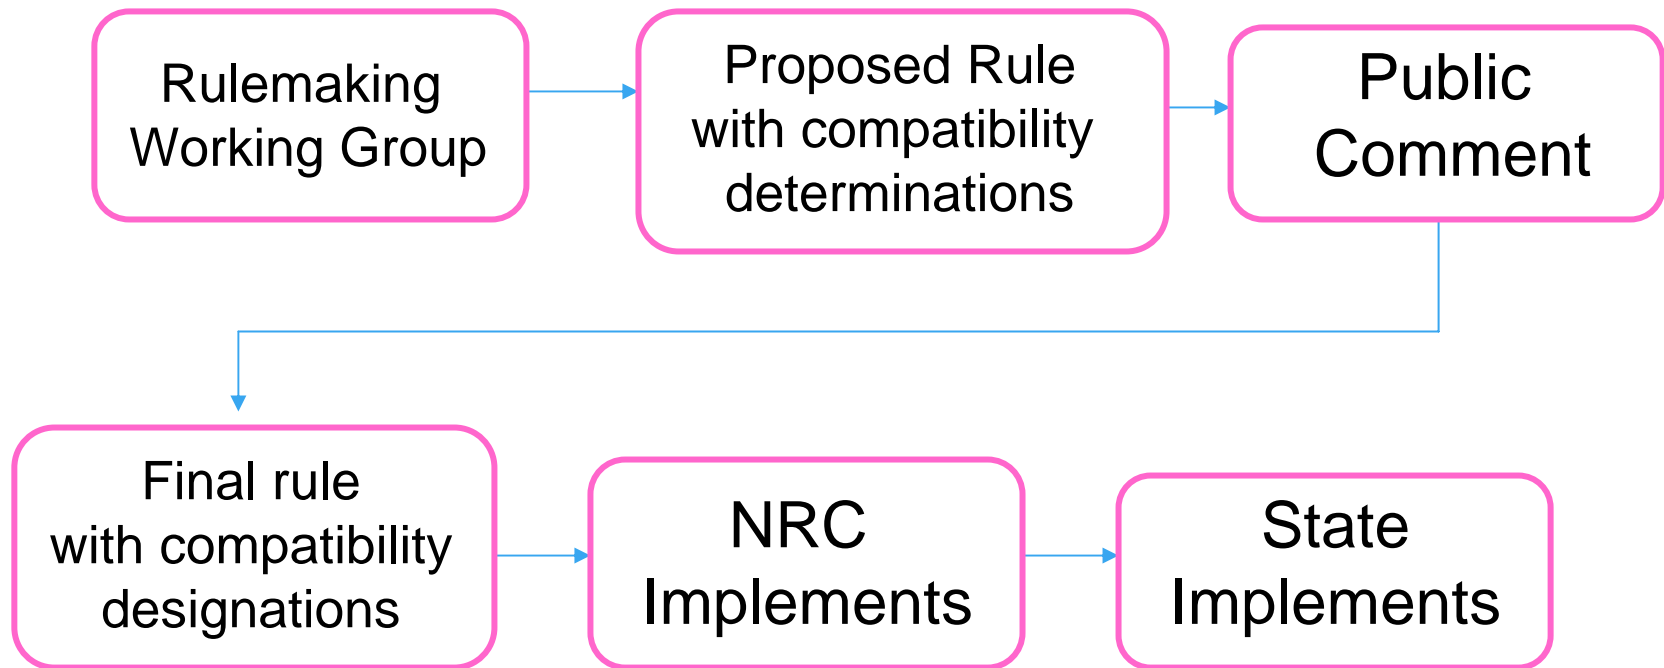 Rulemaking
Working Group
Proposed Rule
with compatibility
determinations
Public
Comment
Final rule
with compatibility
designations
NRC
Implements
State
Implements